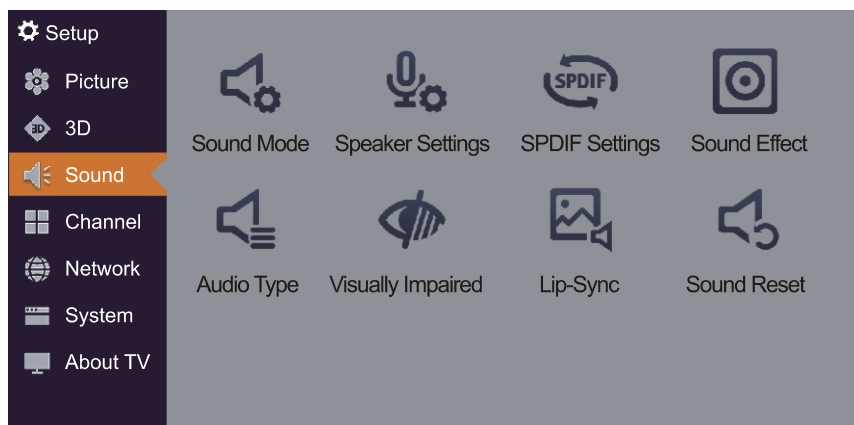 Setup
Picture
3D
3D
Sound
Channel
Network
System
About TV
SPDIF
Sound Mode Speaker Settings SPDIF Settings Sound Effect
Audio Type Visually Impaired Lip-Sync Sound Reset